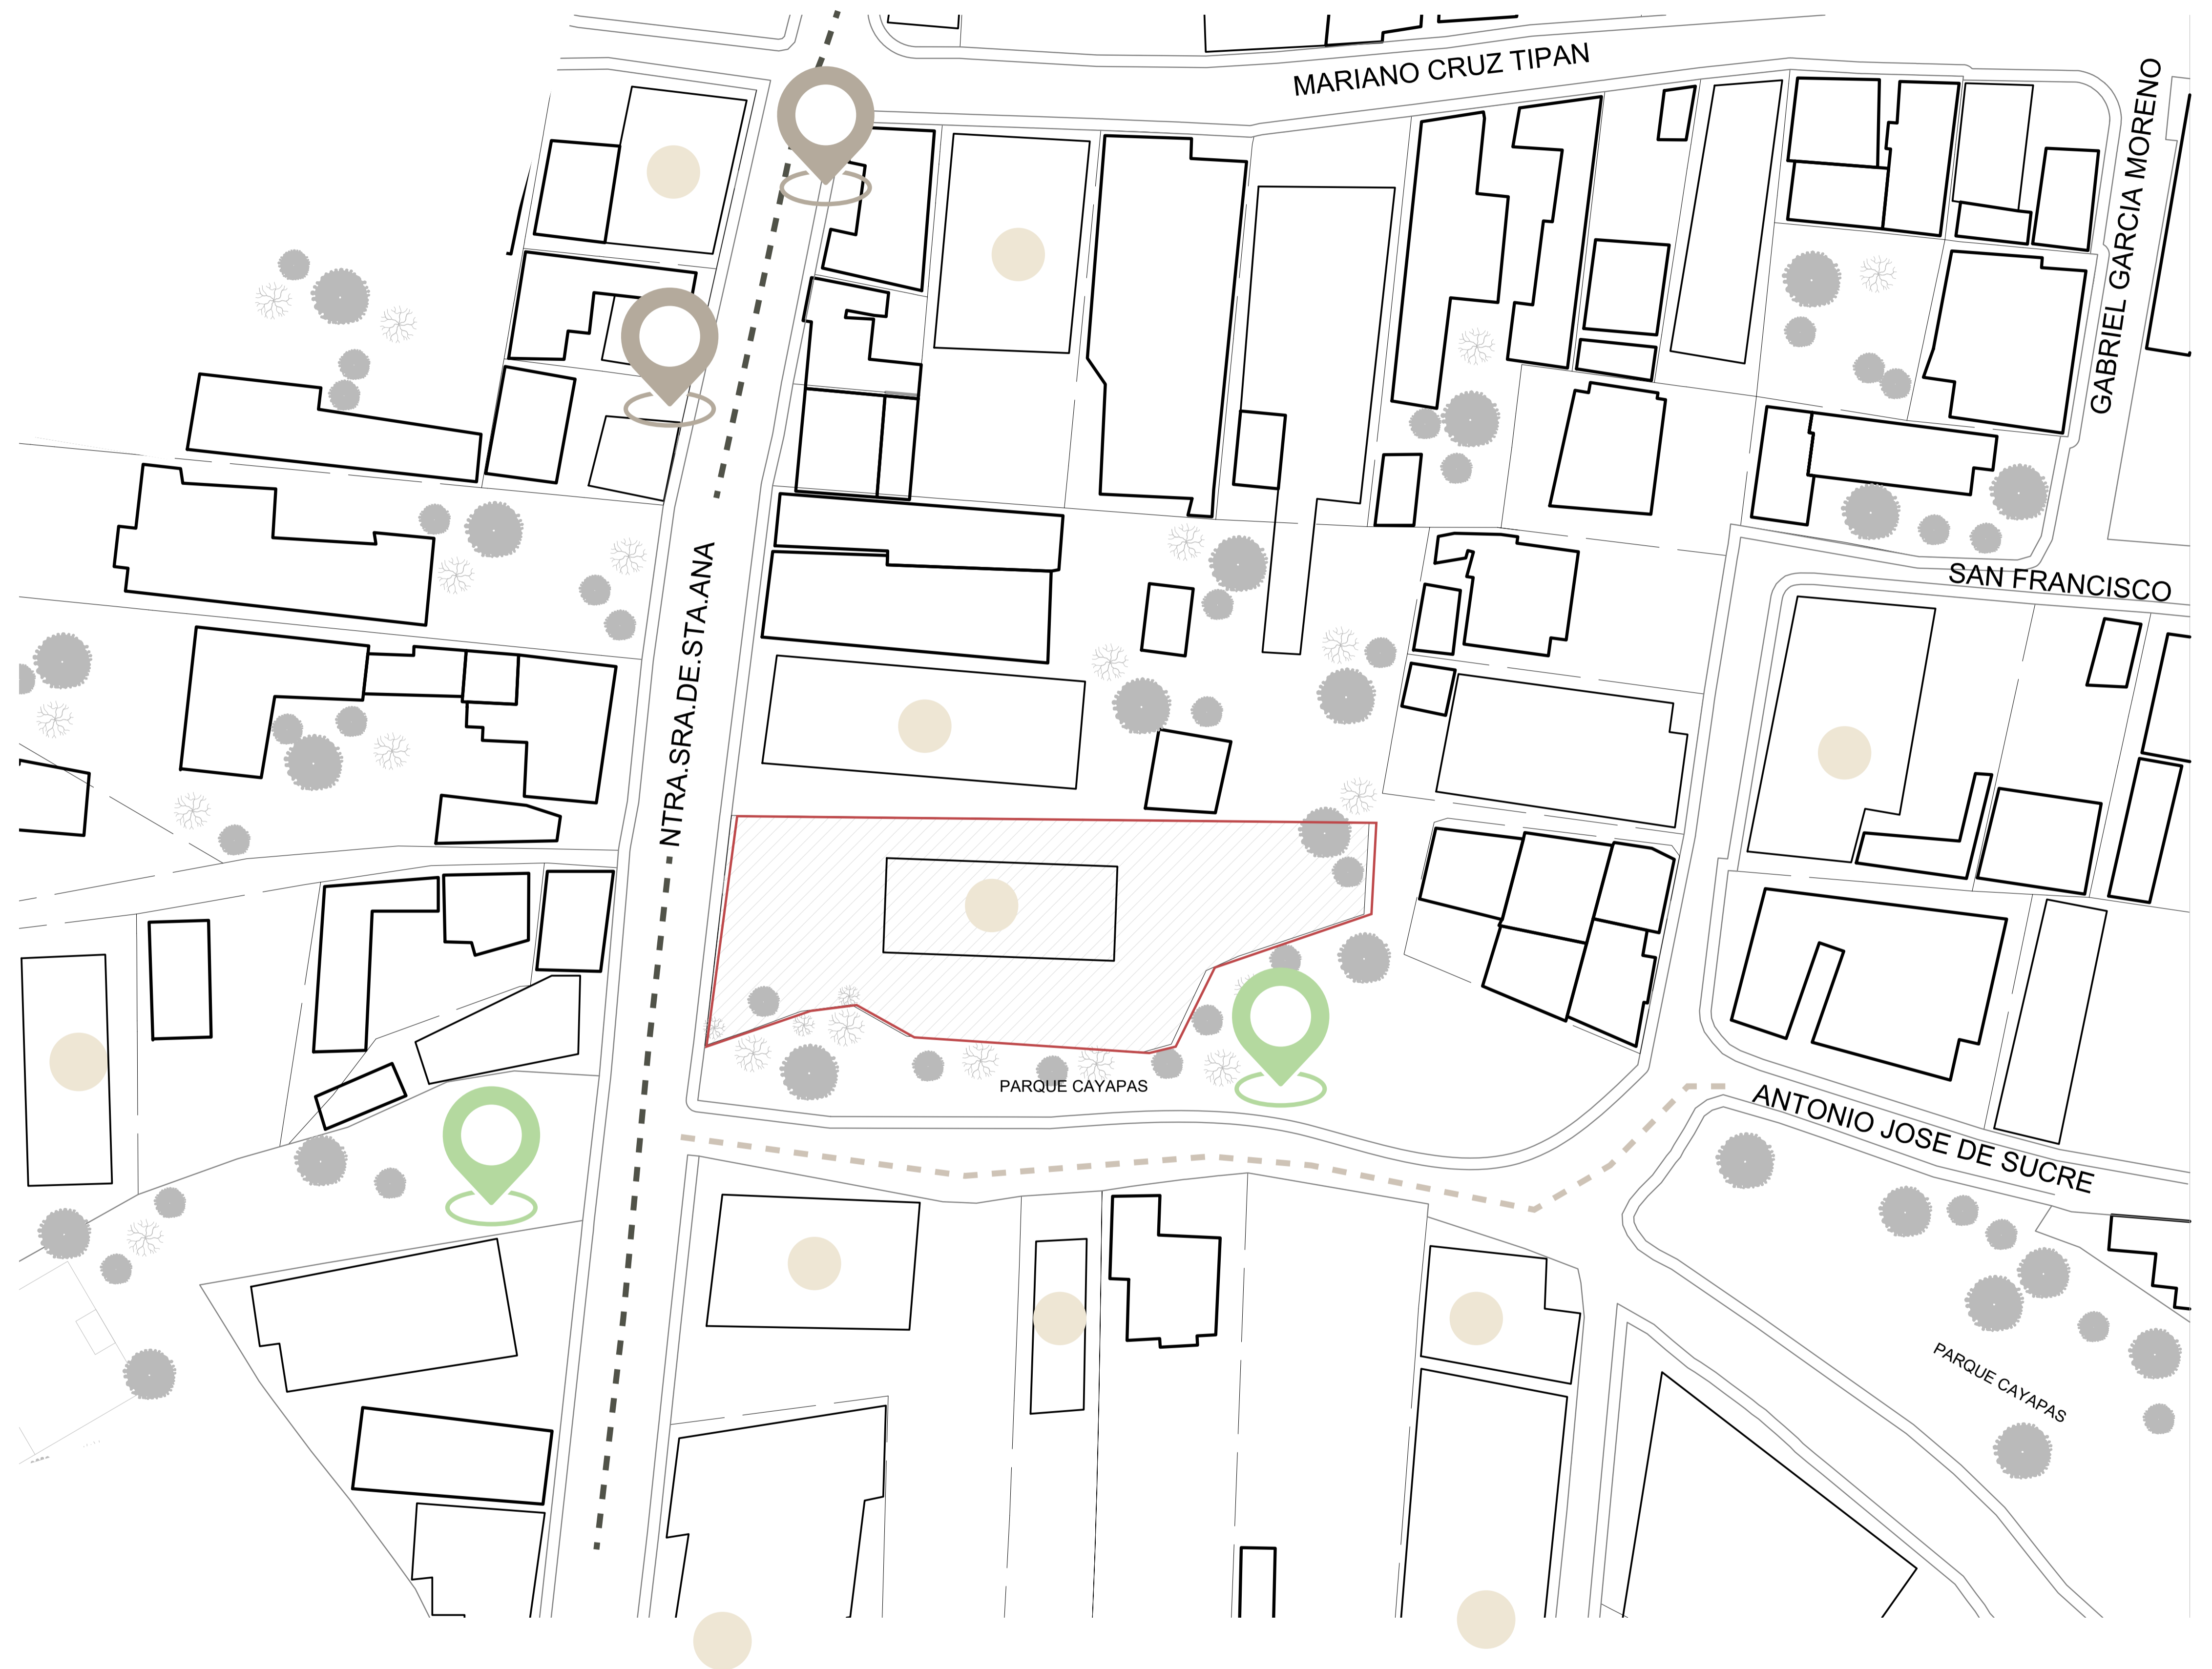 MARIANO CRUZ TIPAN
GABRIEL GARCIA MORENO
SAN FRANCISCO
NTRA.SRA.DE.STA.ANA
PARQUE CAYAPAS
ANTONIO JOSE DE SUCRE
PARQUE CAYAPAS